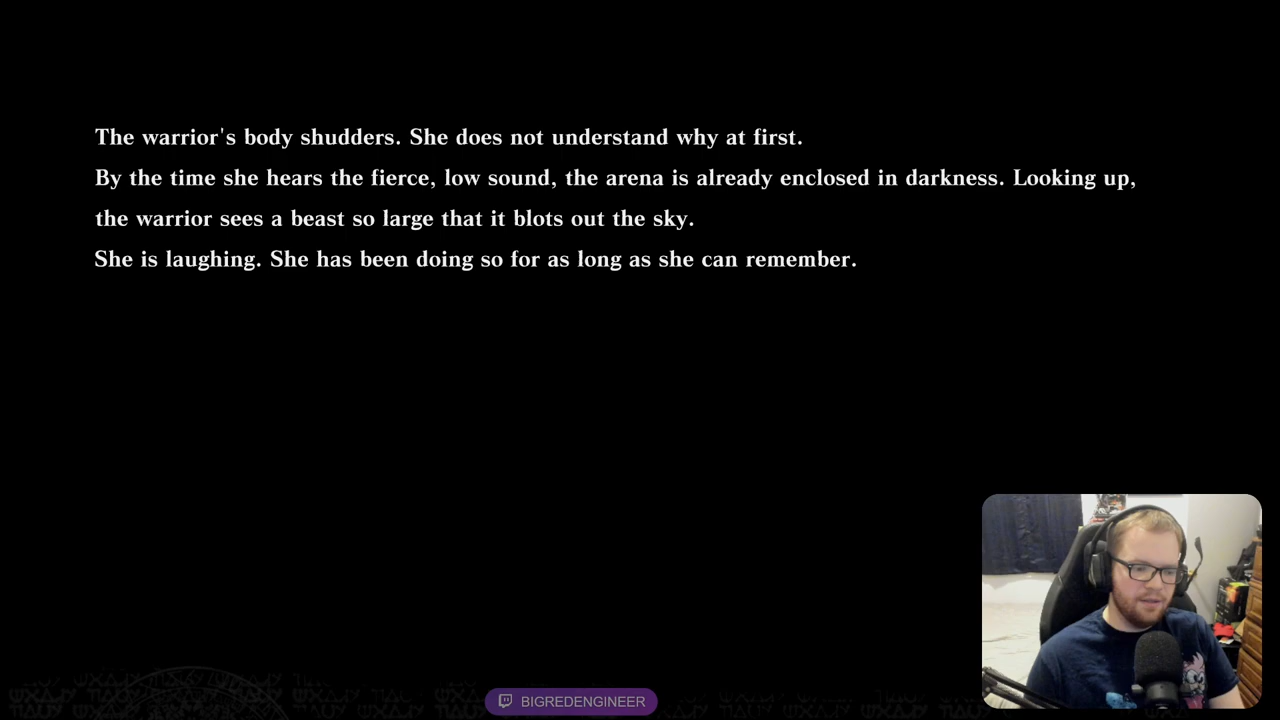 The warrior's body shudders. She does not understand why at first.
By the time she hears the fierce, low sound, the arena is already enclosed in darkness. Looking up,
the warrior sees a beast so large that it blots out the sky.
She is laughing. She has been doing so for as long as she can remember.
BIGREDENGINEER